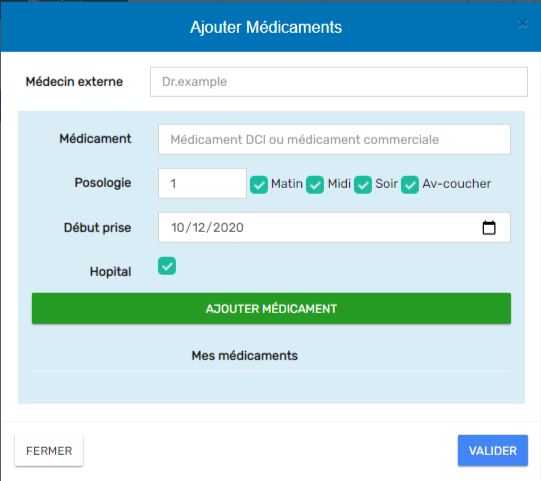 Ajouter Médicaments
×
Médecin externe Dr.example
Médicament Médicament DCI ou médicament commerciale
Posologie 1 Matin Midi Soir Av-coucher
Début prise 10/12/2020
Hopital
AJOUTER MÉDICAMENT
Mes médicaments
FERMER VALIDER